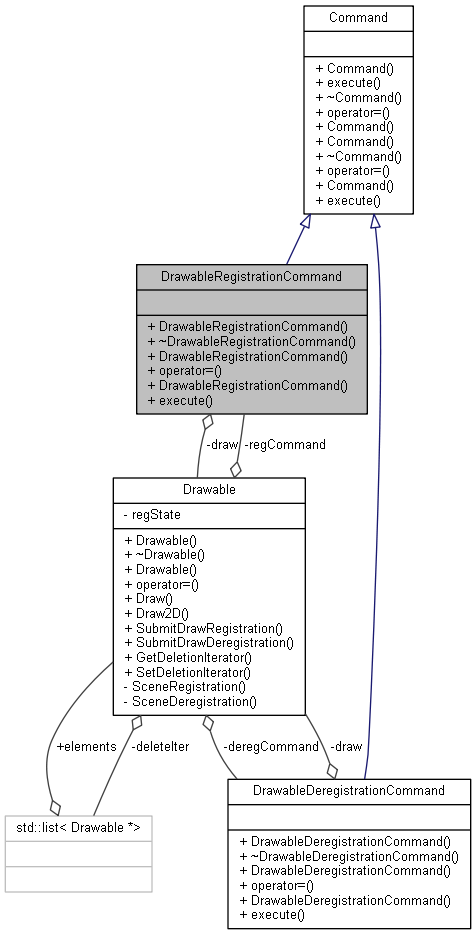 Command
+ Command()
+ execute()
+ ~Command()
+ operator=()
+ Command()
+ Command()
+ ~Command()
+ operator=()
+ Command()
+ execute()
DrawableRegistrationCommand
+ DrawableRegistrationCommand()
+ ~DrawableRegistrationCommand()
+ DrawableRegistrationCommand()
+ operator=()
+ DrawableRegistrationCommand()
+ execute()
-draw
-regCommand
Drawable
- regState
+ Drawable()
+ ~Drawable()
+ Drawable()
+ operator=()
+ Draw()
+ Draw2D()
+ SubmitDrawRegistration()
+ SubmitDrawDeregistration()
+ GetDeletionIterator()
+ SetDeletionIterator()
- SceneRegistration()
- SceneDeregistration()
+elements
-deleteIter
-deregCommand
-draw
std::list< Drawable *>
DrawableDeregistrationCommand
+ DrawableDeregistrationCommand()
+ ~DrawableDeregistrationCommand()
+ DrawableDeregistrationCommand()
+ operator=()
+ DrawableDeregistrationCommand()
+ execute()